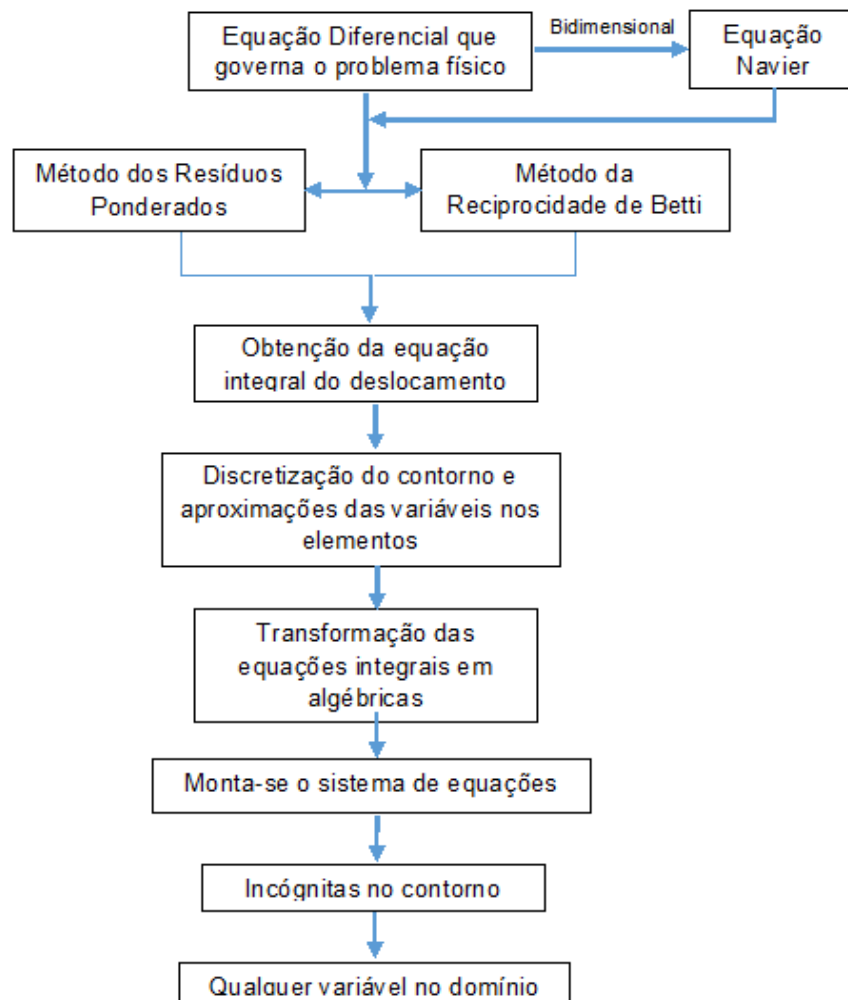 Equação Diferencial que
governa o problema físico
Bidimensional
Equação
Navier
Método dos Resíduos
Ponderados
Método da
Reciprocidade de Betti
Obtenção da equação
integral do deslocamento
Discretização do contorno e
aproximações das variáveis nos
elementos
Transformação das
equações integrais em
algébricas
Monta-se o sistema de equações
Incógnitas no contorno
Qualquer variável no domínio